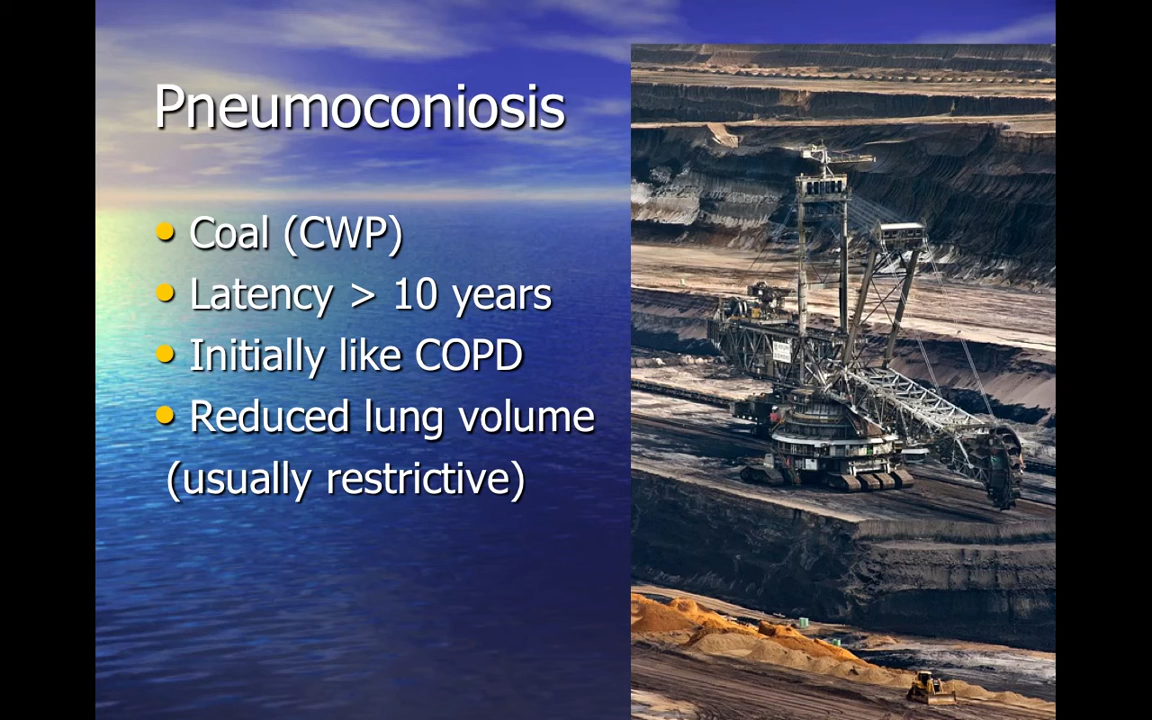 Pneumoconiosis
• Coal (CWP)
• Latency > 10 years
• Initially like COPD
• Reduced lung volume
(usually restrictive)